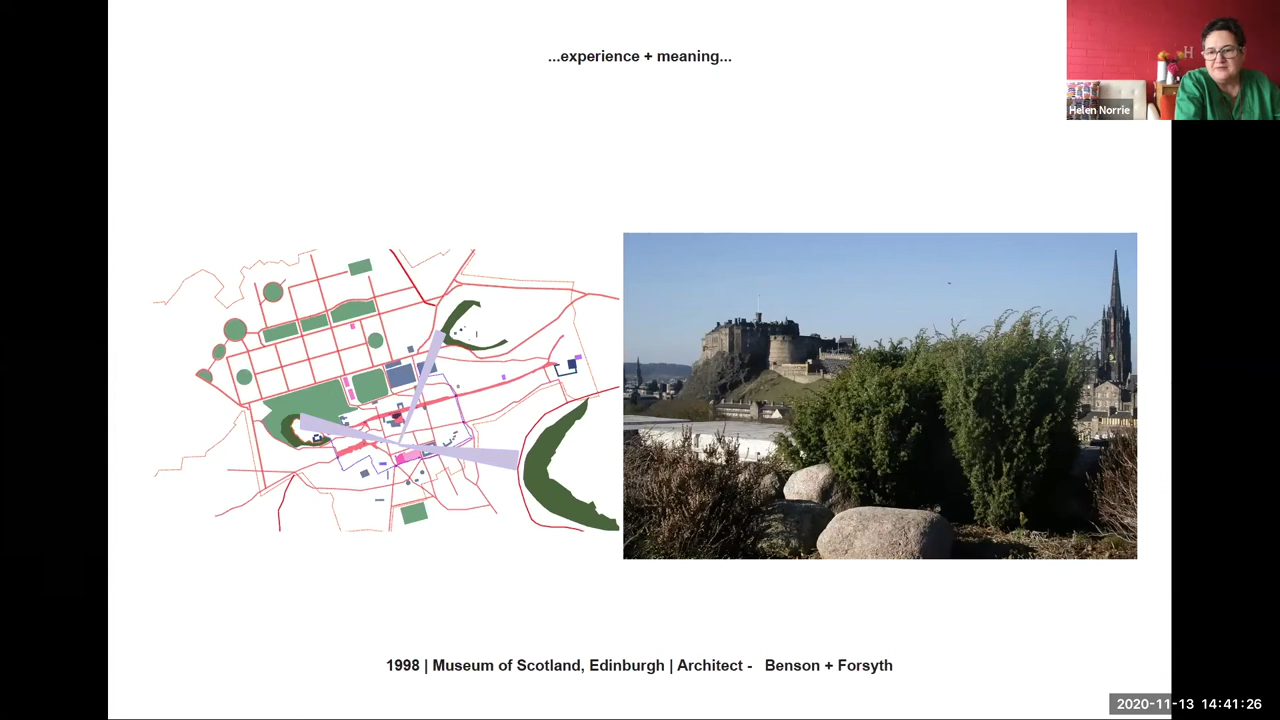 ...experience + meaning...
H
Helen Norrie
1998 | Museum of Scotland, Edinburgh | Architect - Benson + Forsyth
2020-11-13 14:41:26